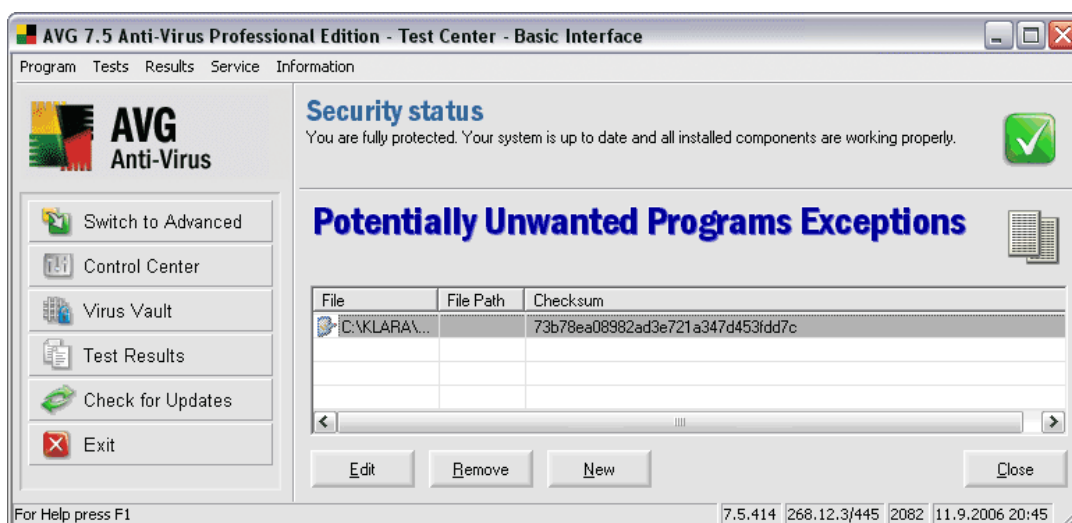 AVG 7.5 Anti-Virus Professional Edition - Test Center - Basic Interface
Program Tests Results Service Information
AVG
Anti-Virus
Security status
You are fully protected. Your system is up to date and all installed components are working properly.
Switch to Advanced
Control Center
Virus Vault
Test Results
Check for Updates
Exit
Potentially Unwanted Programs Exceptions
File File Path Checksum
C:\KLARA\... 73b78ea08982ad3e721a347d453fdd7c
Edit Remove New Close
For Help press F1 7.5.414 268.12.3/445 2082 11.9.2006 20:45